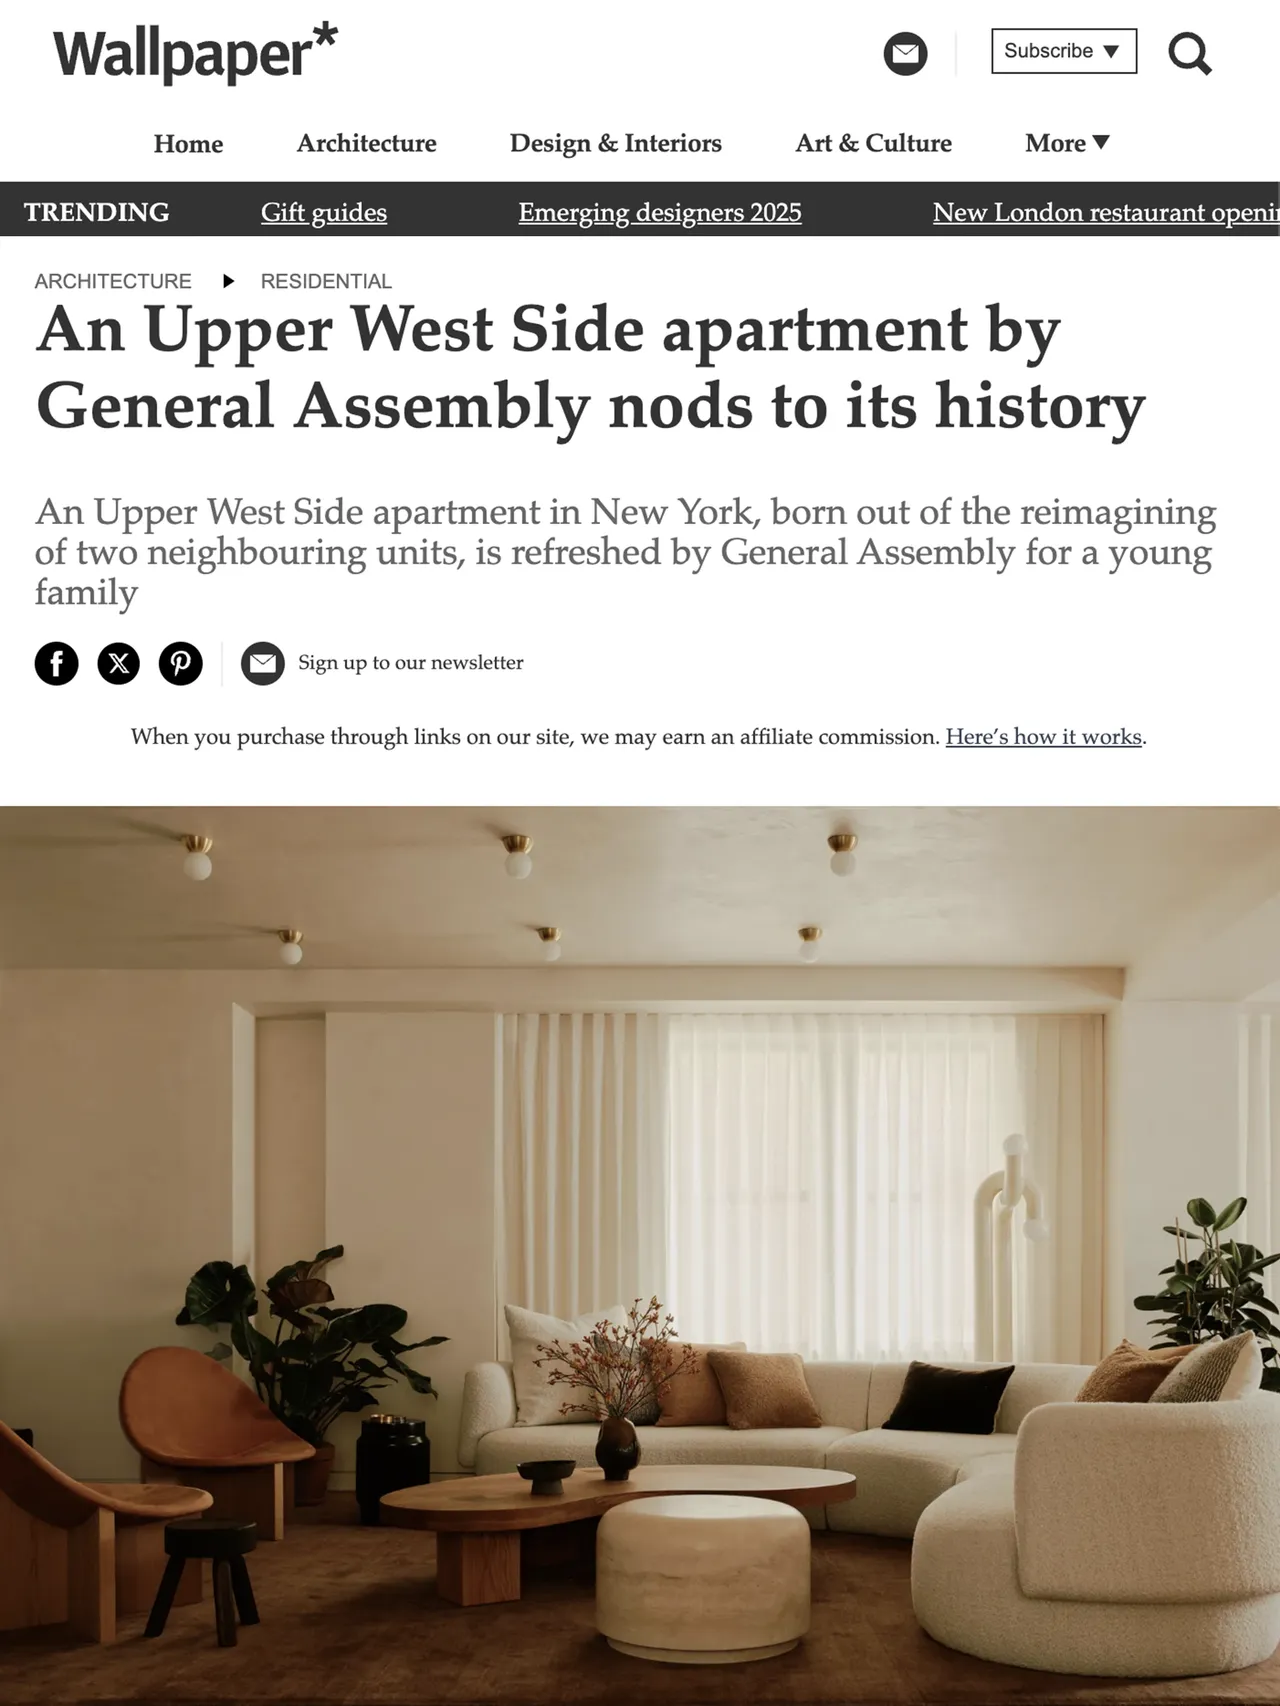 Wallpaper*
Subscribe ▼
Home Architecture Design & Interiors Art & Culture More ▼
TRENDING Gift guides Emerging designers 2025 New London restaurant openi
ARCHITECTURE ▶ RESIDENTIAL
An Upper West Side apartment by
General Assembly nods to its history
An Upper West Side apartment in New York, born out of the reimagining
of two neighbouring units, is refreshed by General Assembly for a young
family
Sign up to our newsletter
When you purchase through links on our site, we may earn an affiliate commission. Here’s how it works.